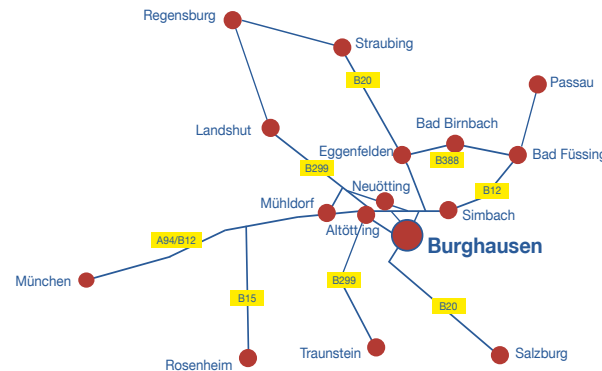 Regensburg
Straubing
B20
Passau
Bad Birnbach
Landshut
Eggenfelden
B388
Bad Füssing
B299
Neuötting
B12
Mühldorf
Altötting
Simbach
A94/B12
Burghausen
München
B299
B15
B20
Rosenheim
Traunstein
Salzburg